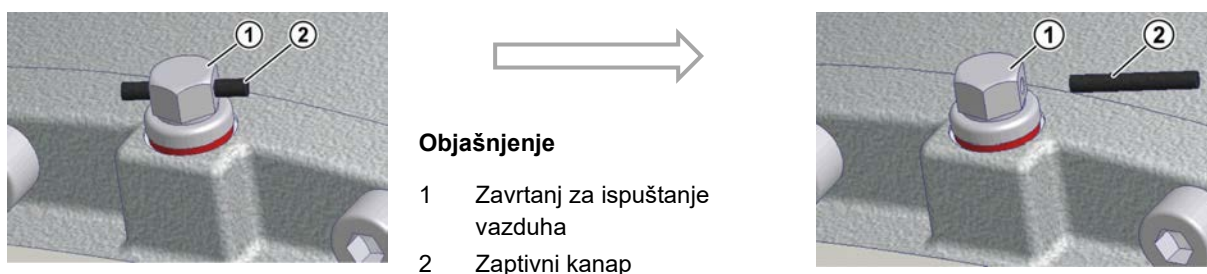 1 2
1 2
Objašnjenje
1 Zavrtanj za ispuštanje
vazduha
2 Zaptivni kanap